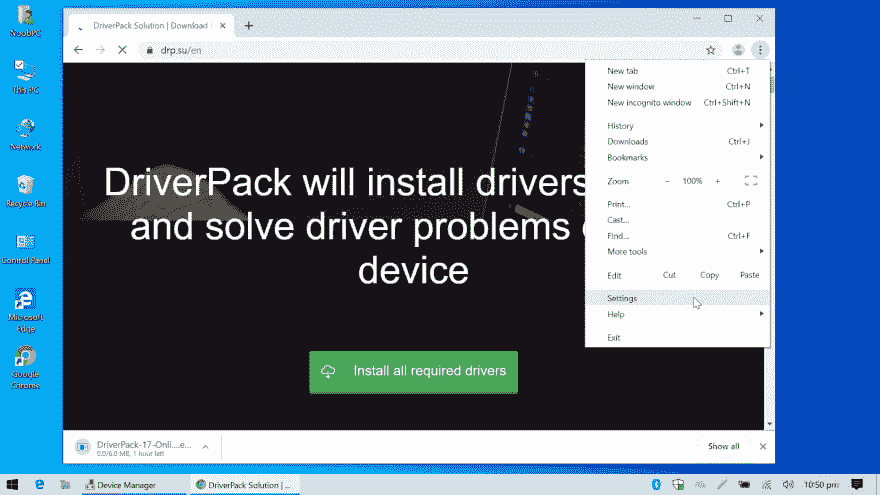 NoobPC
This PC
Network
Recycle Bin
Control Panel
Microsoft
Edge
Google
Chrome
DriverPack Solution | Download
drp.su/en
DriverPack will install drivers
and solve driver problems
device
Install all required drivers
New tab Ctrl+T
New window Ctrl+N
New incognito window Ctrl+Shift+N
History
Downloads Ctrl+J
Bookmarks
Zoom - 100% +
Print... Ctrl+P
Cast...
Find... Ctrl+F
More tools
Edit Cut Copy Paste
Settings
Help
Exit
DriverPack-17-Onli....e...
0.0/6.0 MB, 1 hour left
Show all
Device Manager
DriverPack Solution | ...
10:50 pm